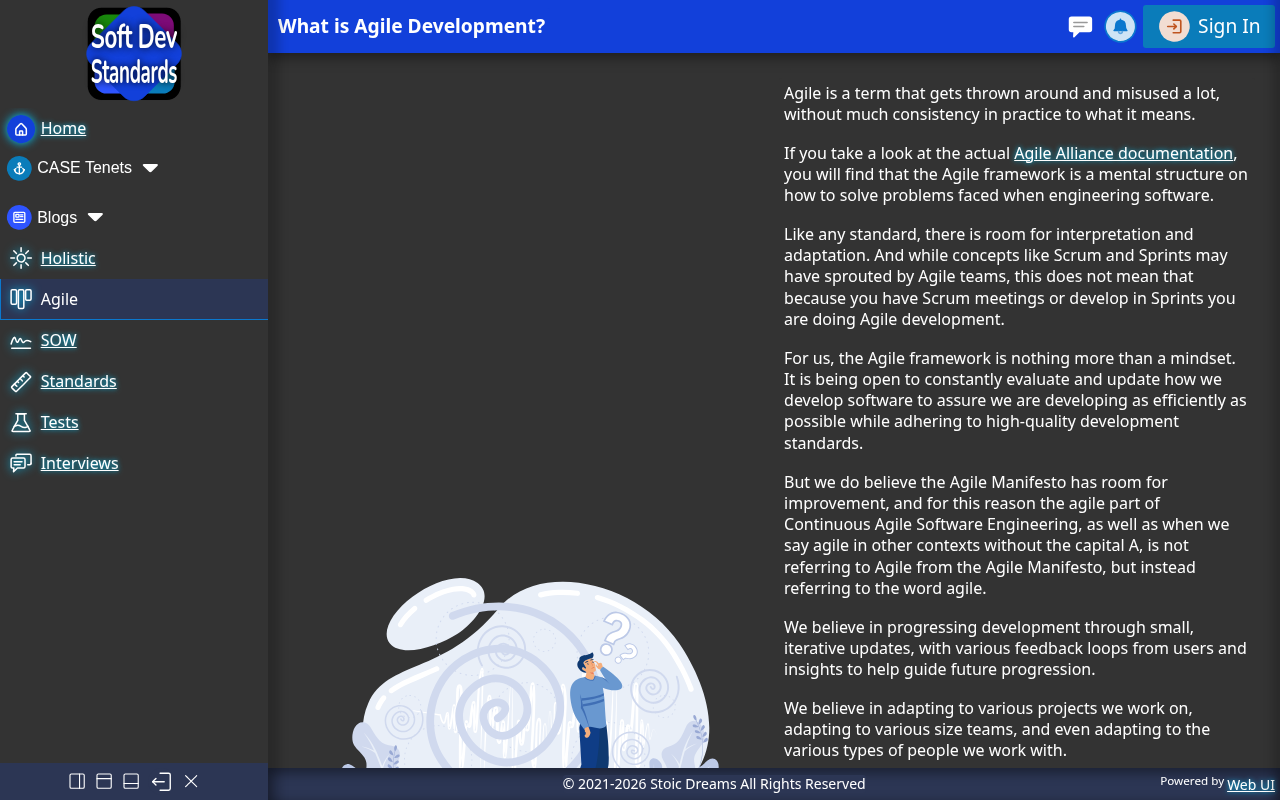 Soft Dev
Standards
Home
CASE Tenets
Blogs
Holistic
Agile
SOW
Standards
Tests
Interviews
What is Agile Development?
Sign In
Agile is a term that gets thrown around and misused a lot,
without much consistency in practice to what it means.
If you take a look at the actual Agile Alliance documentation,
you will find that the Agile framework is a mental structure on
how to solve problems faced when engineering software.
Like any standard, there is room for interpretation and
adaptation. And while concepts like Scrum and Sprints may
have sprouted by Agile teams, this does not mean that
because you have Scrum meetings or develop in Sprints you
are doing Agile development.
For us, the Agile framework is nothing more than a mindset.
It is being open to constantly evaluate and update how we
develop software to assure we are developing as efficiently as
possible while adhering to high-quality development
standards.
But we do believe the Agile Manifesto has room for
improvement, and for this reason the agile part of
Continuous Agile Software Engineering, as well as when we
say agile in other contexts without the capital A, is not
referring to Agile from the Agile Manifesto, but instead
referring to the word agile.
We believe in progressing development through small,
iterative updates, with various feedback loops from users and
insights to help guide future progression.
We believe in adapting to various projects we work on,
adapting to various size teams, and even adapting to the
various types of people we work with.
? ?
© 2021-2026 Stoic Dreams All Rights Reserved
Powered by Web UI